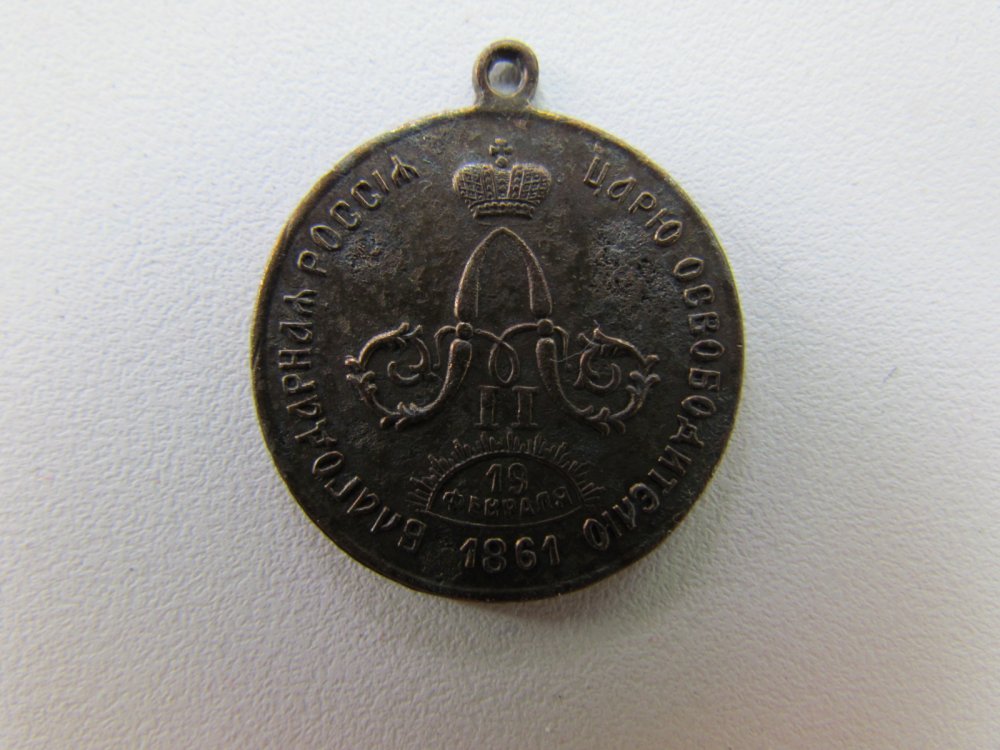 БЛАГОДАРНАЯ РОССІЯ ЦАРЮ ОСВОБОДИТЕЛЮ
А
II
19
ФЕВРАЛЯ
1861